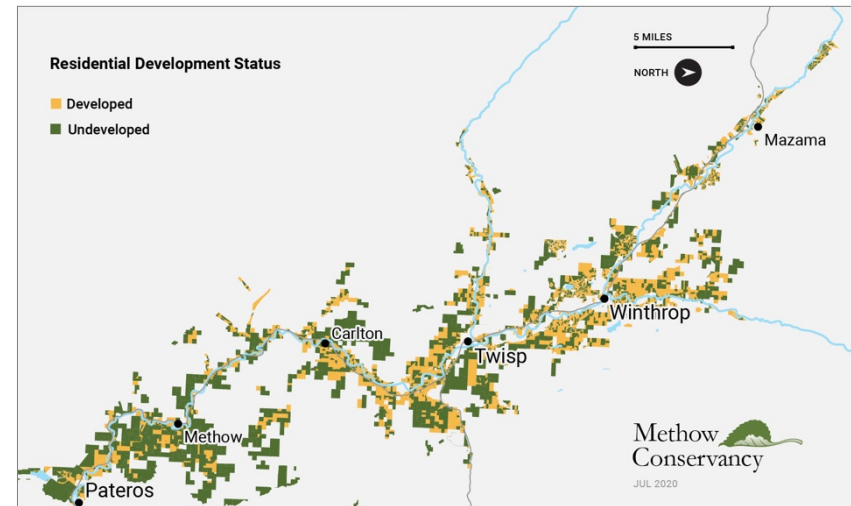 Residential Development Status
Developed
Undeveloped
5 MILES
NORTH
Mazama
Winthrop
Twisp
Carlton
Methow
Pateros
Methow
Conservancy
JUL 2020